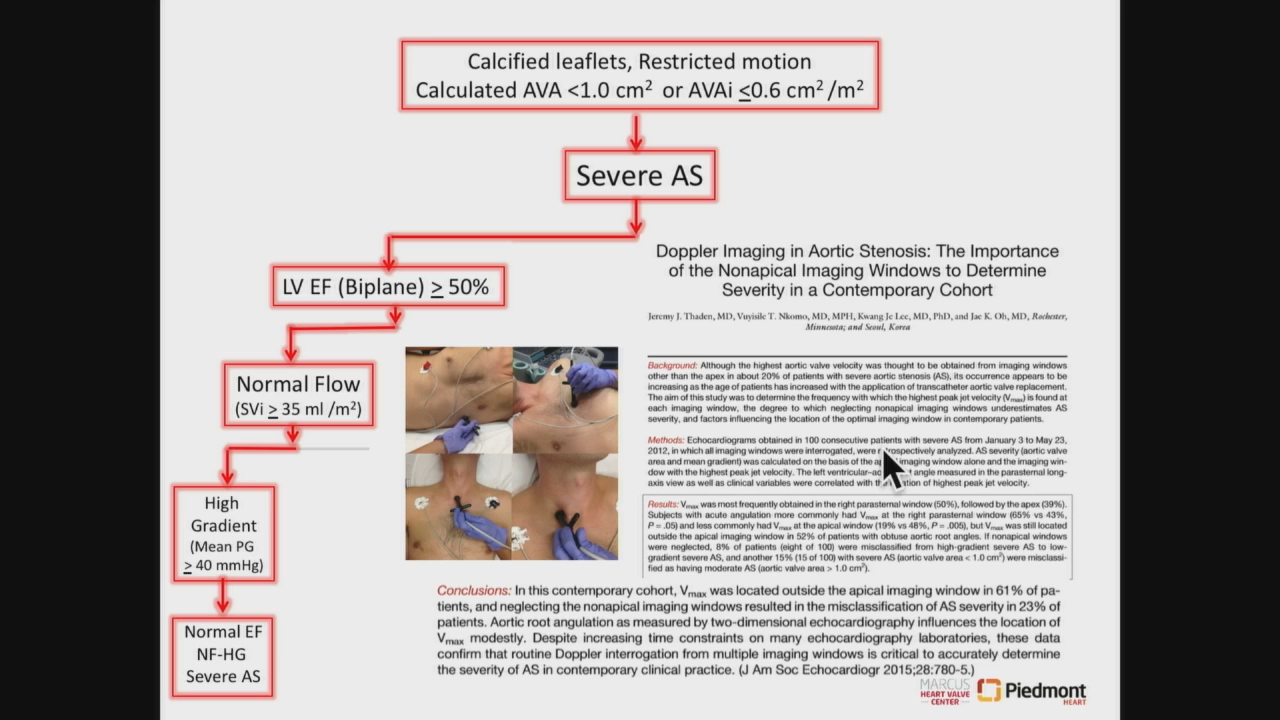 Calcified leaflets, Restricted motion
Calculated AVA <1.0 cm² or AVAi ≤0.6 cm²/m²
Severe AS
LV EF (Biplane) ≥ 50%
Normal Flow
(SVi ≥ 35 ml /m²)
High
Gradient
(Mean PG
≥ 40 mmHg)
Normal EF
NF-HG
Severe AS
Doppler Imaging in Aortic Stenosis: The Importance
of the Nonapical Imaging Windows to Determine
Severity in a Contemporary Cohort
Jeremy J. Thaden, MD, Vuyisile T. Nkomo, MD, MPH, Kwang Je Lee, MD, PhD, and Jae K. Oh, MD, Rochester,
Minnesota; and Seoul, Korea
Background: Although the highest aortic valve velocity was thought to be obtained from imaging windows
other than the apex in about 20% of patients with severe aortic stenosis (AS), its occurrence appears to be
increasing as the age of patients has increased with the application of transcatheter aortic valve replacement.
The aim of this study was to determine the frequency with which the highest peak jet velocity (Vmax) is found at
each imaging window, the degree to which neglecting nonapical imaging windows underestimates AS
severity, and factors influencing the location of the optimal imaging window in contemporary patients.
Methods: Echocardiograms obtained in 100 consecutive patients with severe AS from January 3 to May 23,
2012, in which all imaging windows were interrogated, were r spectively analyzed. AS severity (aortic valve
area and mean gradient) was calculated on the basis of the ap imaging window alone and the imaging win-
dow with the highest peak jet velocity. The left ventricular–ao t angle measured in the parasternal long-
axis view as well as clinical variables were correlated with th tion of highest peak jet velocity.
Results: Vmax was most frequently obtained in the right parasternal window (50%), followed by the apex (39%).
Subjects with acute angulation more commonly had Vmax at the right parasternal window (65% vs 43%,
P = .05) and less commonly had Vmax at the apical window (19% vs 48%, P = .005), but Vmax was still located
outside the apical imaging window in 52% of patients with obtuse aortic root angles. If nonapical windows
were neglected, 8% of patients (eight of 100) were misclassified from high-gradient severe AS to low-
gradient severe AS, and another 15% (15 of 100) with severe AS (aortic valve area < 1.0 cm²) were misclassi-
fied as having moderate AS (aortic valve area > 1.0 cm²).
Conclusions: In this contemporary cohort, Vmax was located outside the apical imaging window in 61% of pa-
tients, and neglecting the nonapical imaging windows resulted in the misclassification of AS severity in 23% of
patients. Aortic root angulation as measured by two-dimensional echocardiography influences the location of
Vmax modestly. Despite increasing time constraints on many echocardiography laboratories, these data
confirm that routine Doppler interrogation from multiple imaging windows is critical to accurately determine
the severity of AS in contemporary clinical practice. (J Am Soc Echocardiogr 2015;28:780-5.)
MARCUS
HEART VALVE
CENTER
Piedmont
HEART